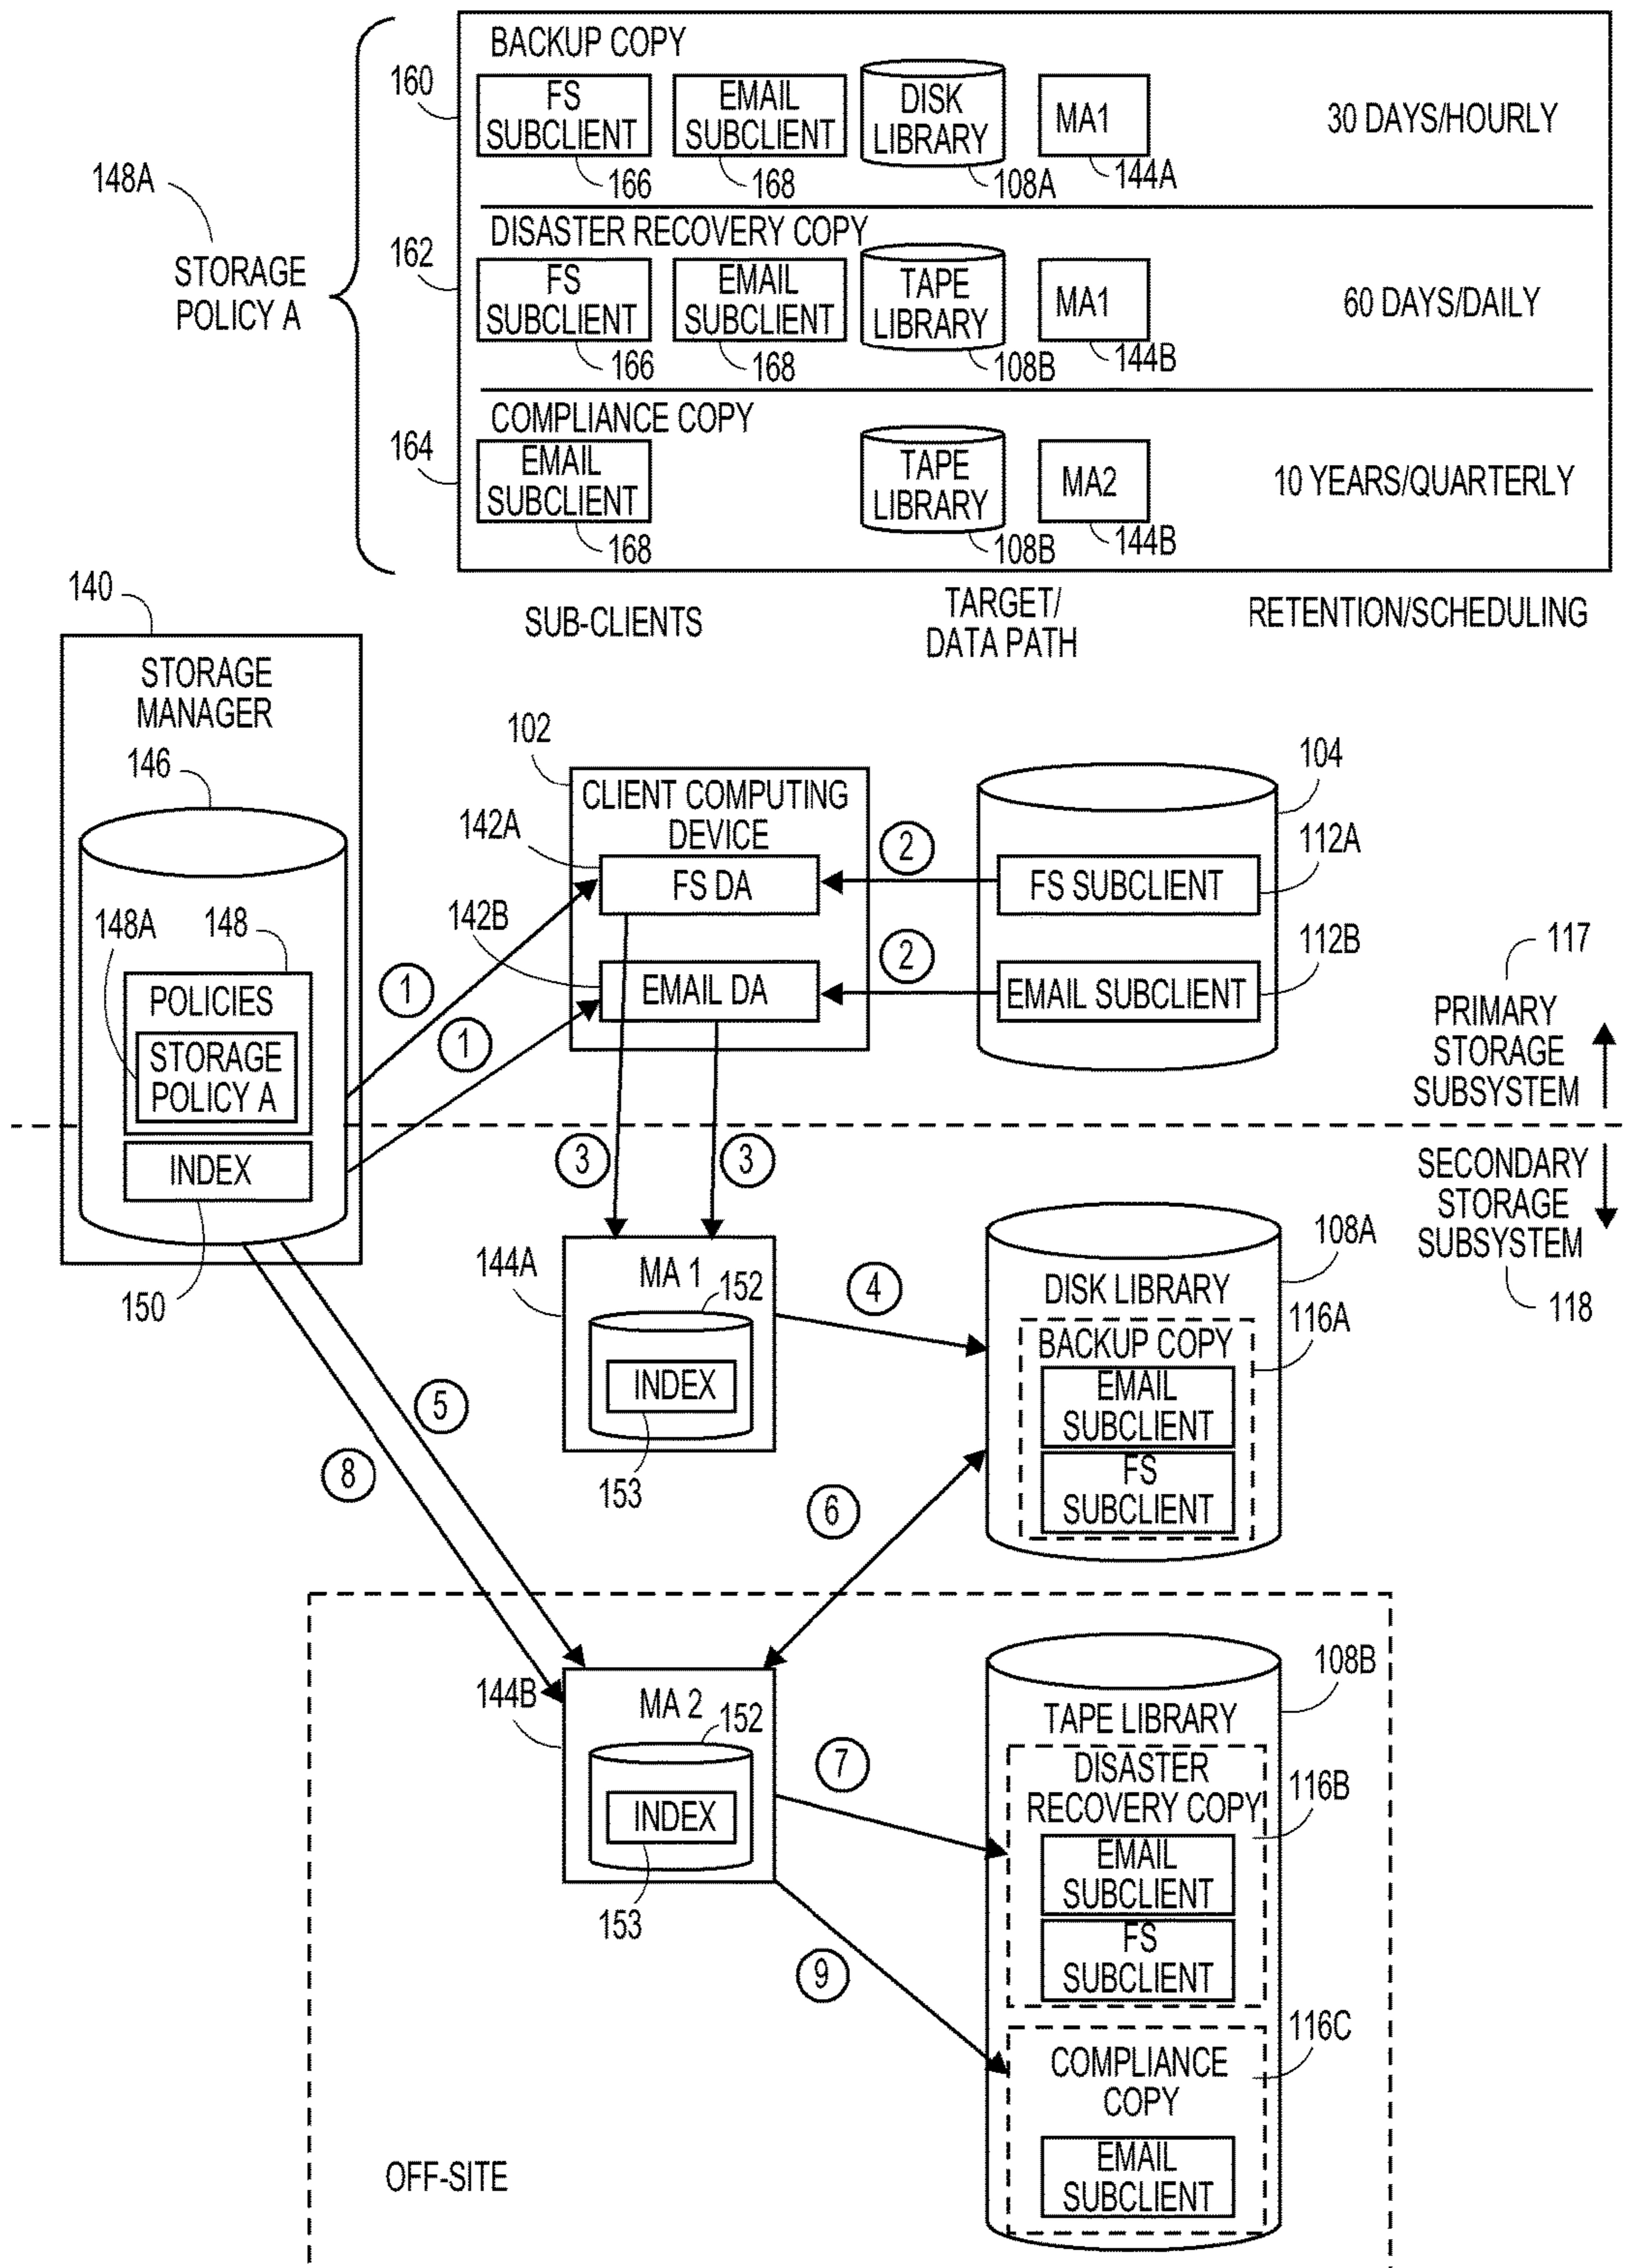 BACKUP COPY
160
FS
SUBCLIENT
166
EMAIL
SUBCLIENT
168
DISK
LIBRARY
108A
MA1
144A
30 DAYS/HOURLY
148A
STORAGE
POLICY A
DISASTER RECOVERY COPY
162
FS
SUBCLIENT
166
EMAIL
SUBCLIENT
168
TAPE
LIBRARY
108B
MA1
144B
60 DAYS/DAILY
COMPLIANCE COPY
164
EMAIL
SUBCLIENT
168
TAPE
LIBRARY
108B
MA2
144B
10 YEARS/QUARTERLY
SUB-CLIENTS
TARGET/
DATA PATH
RETENTION/SCHEDULING
140
STORAGE
MANAGER
146
148A
148
POLICIES
STORAGE
POLICY A
INDEX
150
102
CLIENT COMPUTING
DEVICE
142A
FS DA
142B
EMAIL DA
1
1
2
2
104
FS SUBCLIENT
112A
EMAIL SUBCLIENT
112B
117
PRIMARY
STORAGE
SUBSYSTEM
SECONDARY
STORAGE
SUBSYSTEM
118
3
3
144A
MA 1
152
INDEX
153
4
108A
DISK LIBRARY
116A
BACKUP COPY
EMAIL
SUBCLIENT
FS
SUBCLIENT
5
8
6
144B
MA 2
152
INDEX
153
7
9
108B
TAPE LIBRARY
DISASTER
RECOVERY COPY
116B
EMAIL
SUBCLIENT
FS
SUBCLIENT
116C
COMPLIANCE
COPY
EMAIL
SUBCLIENT
OFF-SITE